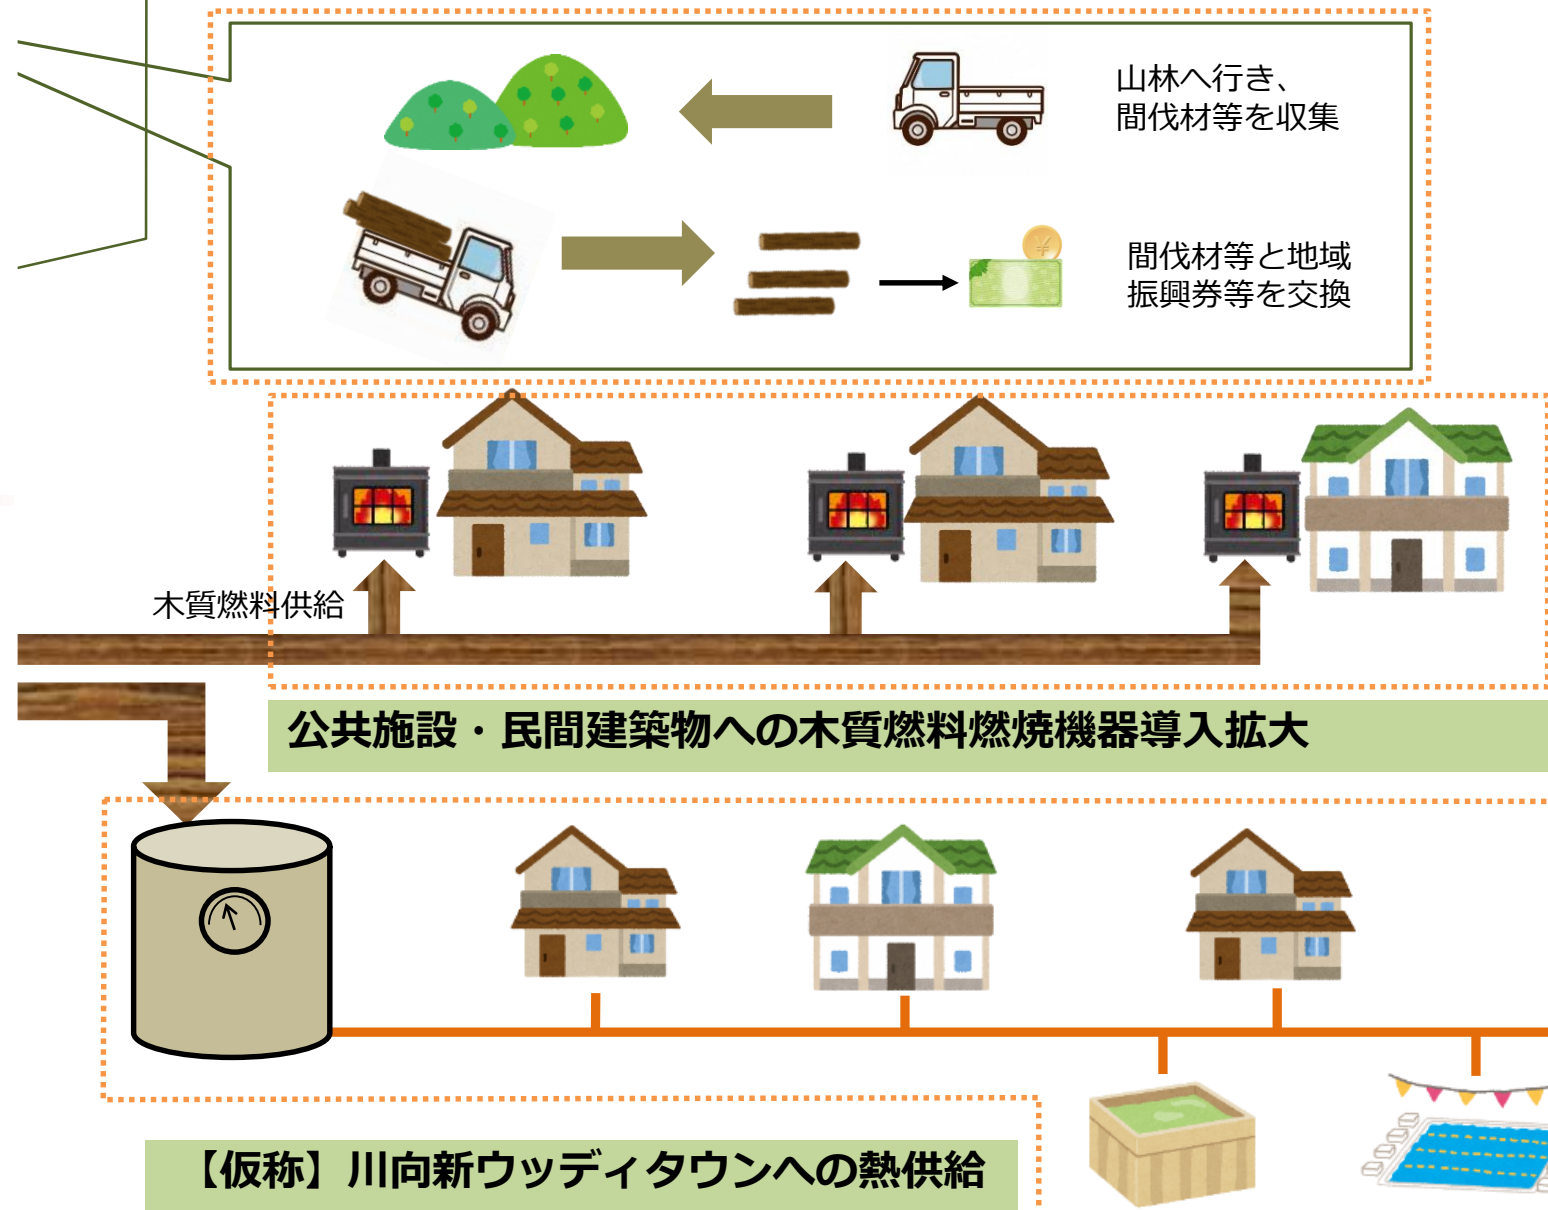 山林へ行き、
間伐材等を収集
間伐材等と地域
振興券等を交換
木質燃料供給
公共施設・民間建築物への木質燃料燃焼機器導入拡大
【仮称】川向新ウッディタウンへの熱供給